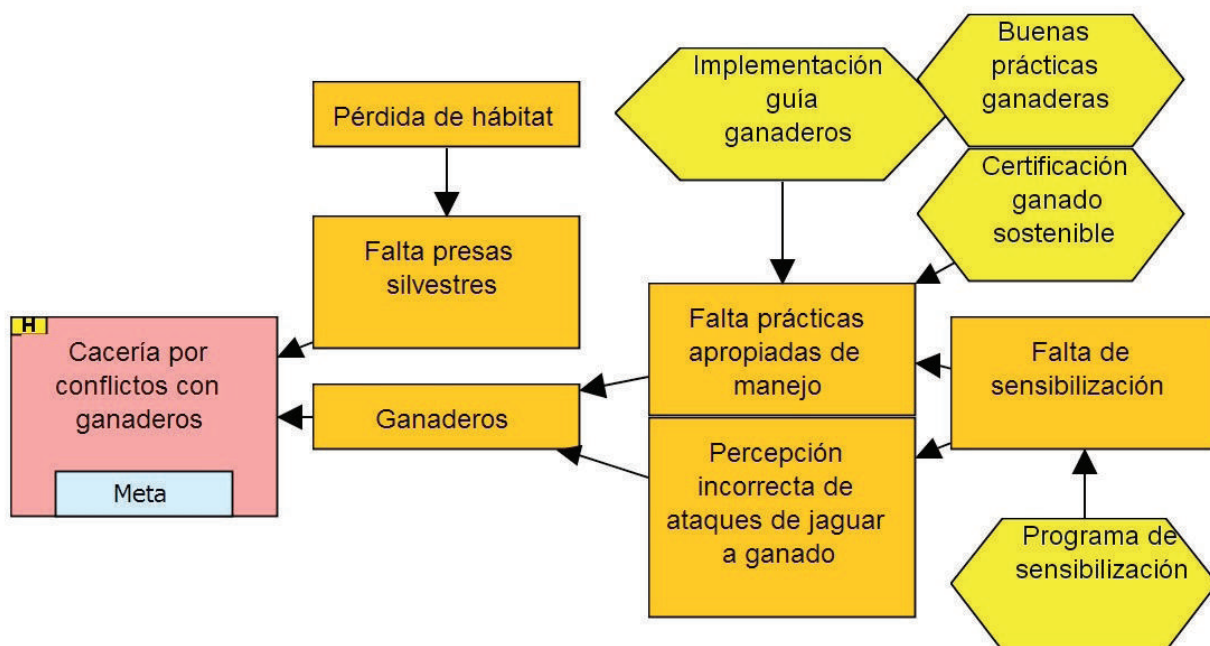 Implementación
guía
ganaderos
Buenas
prácticas
ganaderas
Pérdida de hábitat
Certificación
ganado
sostenible
Falta presas
silvestres
H
Cacería por
conflictos con
ganaderos
Meta
Ganaderos
Falta prácticas
apropiadas de
manejo
Falta de
sensibilización
Percepción
incorrecta de
ataques de jaguar
a ganado
Programa de
sensibilización